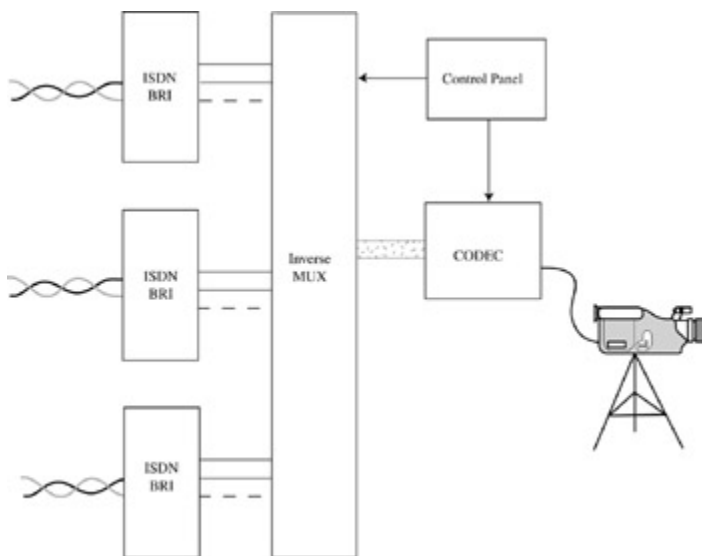 ISDN
BRI
Control Panel
ISDN
BRI
Inverse
MUX
CODEC
ISDN
BRI